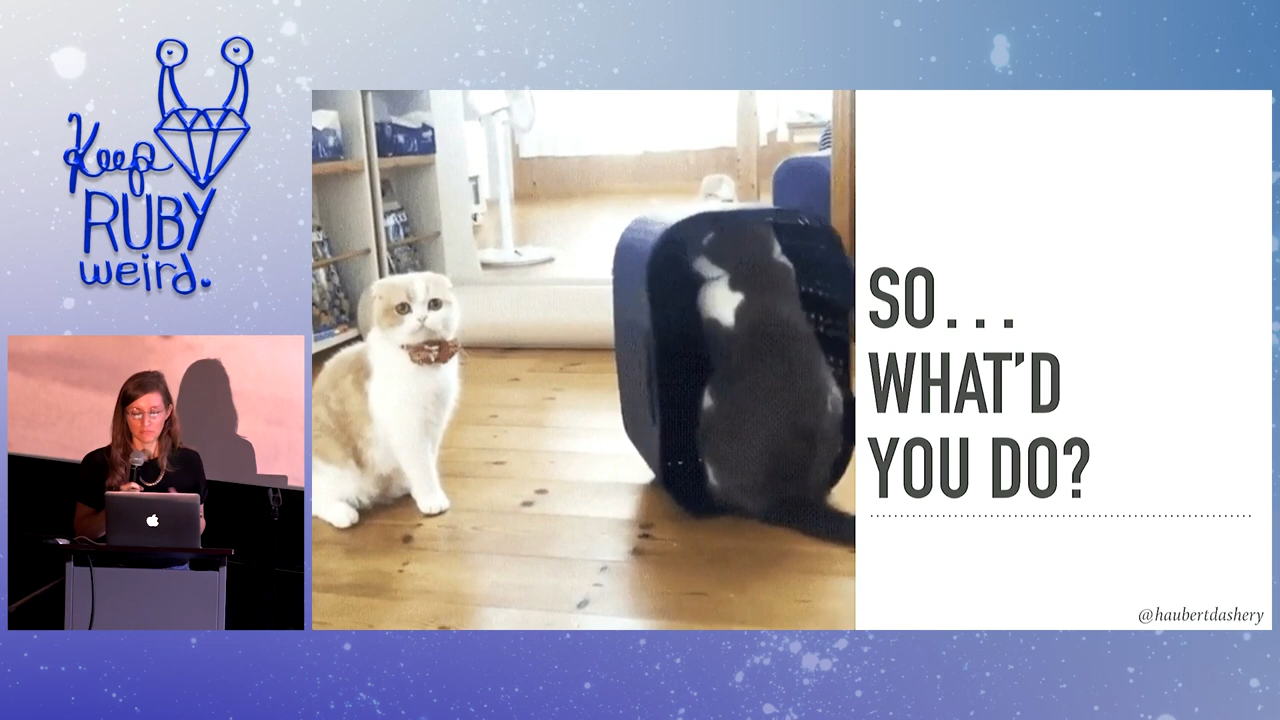 Keep
RUBY
weird.
SO...
WHAT'D
YOU DO?
@haubertdashery